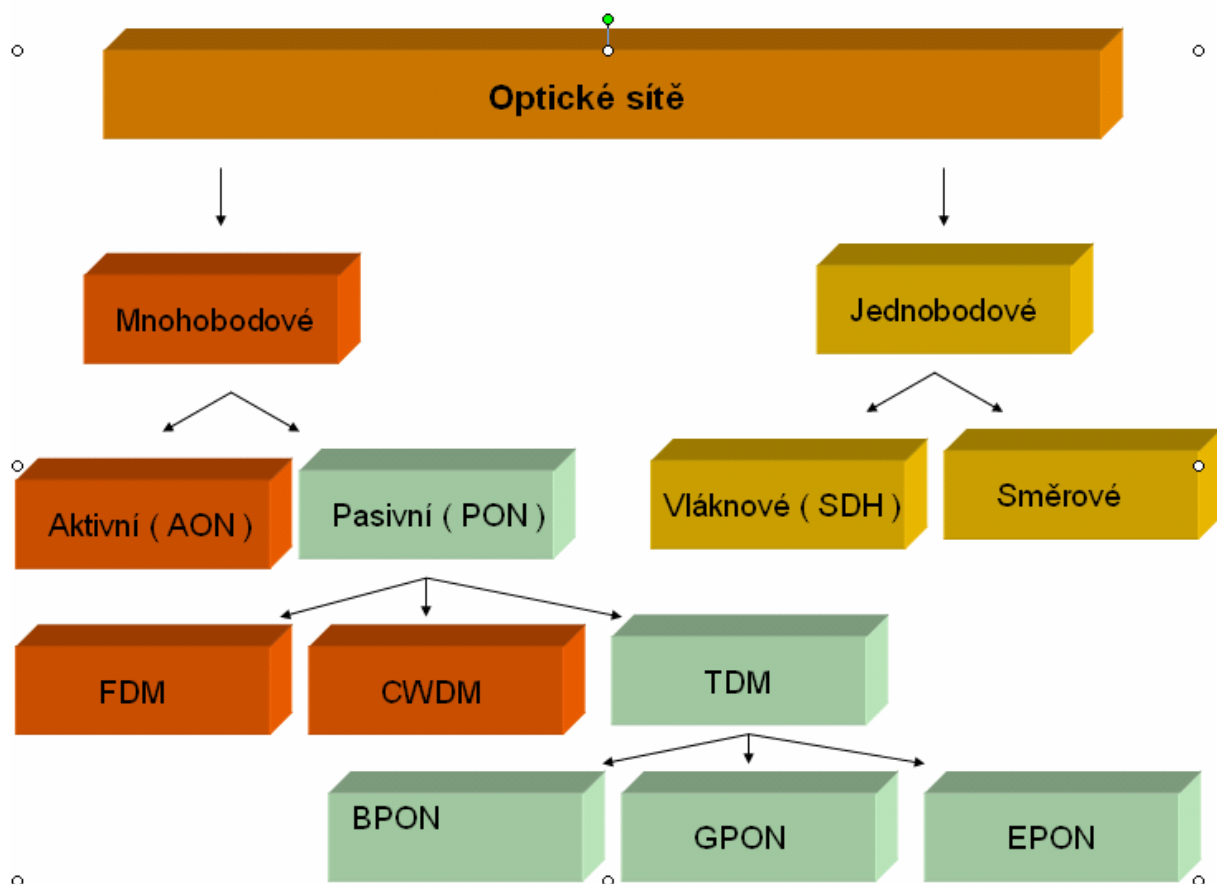 Optické sítě
Mnohobodové
Jednobodové
Aktivní ( AON )
Pasivní ( PON )
Vláknové ( SDH )
Směrové
FDM
CWDM
TDM
BPON
GPON
EPON